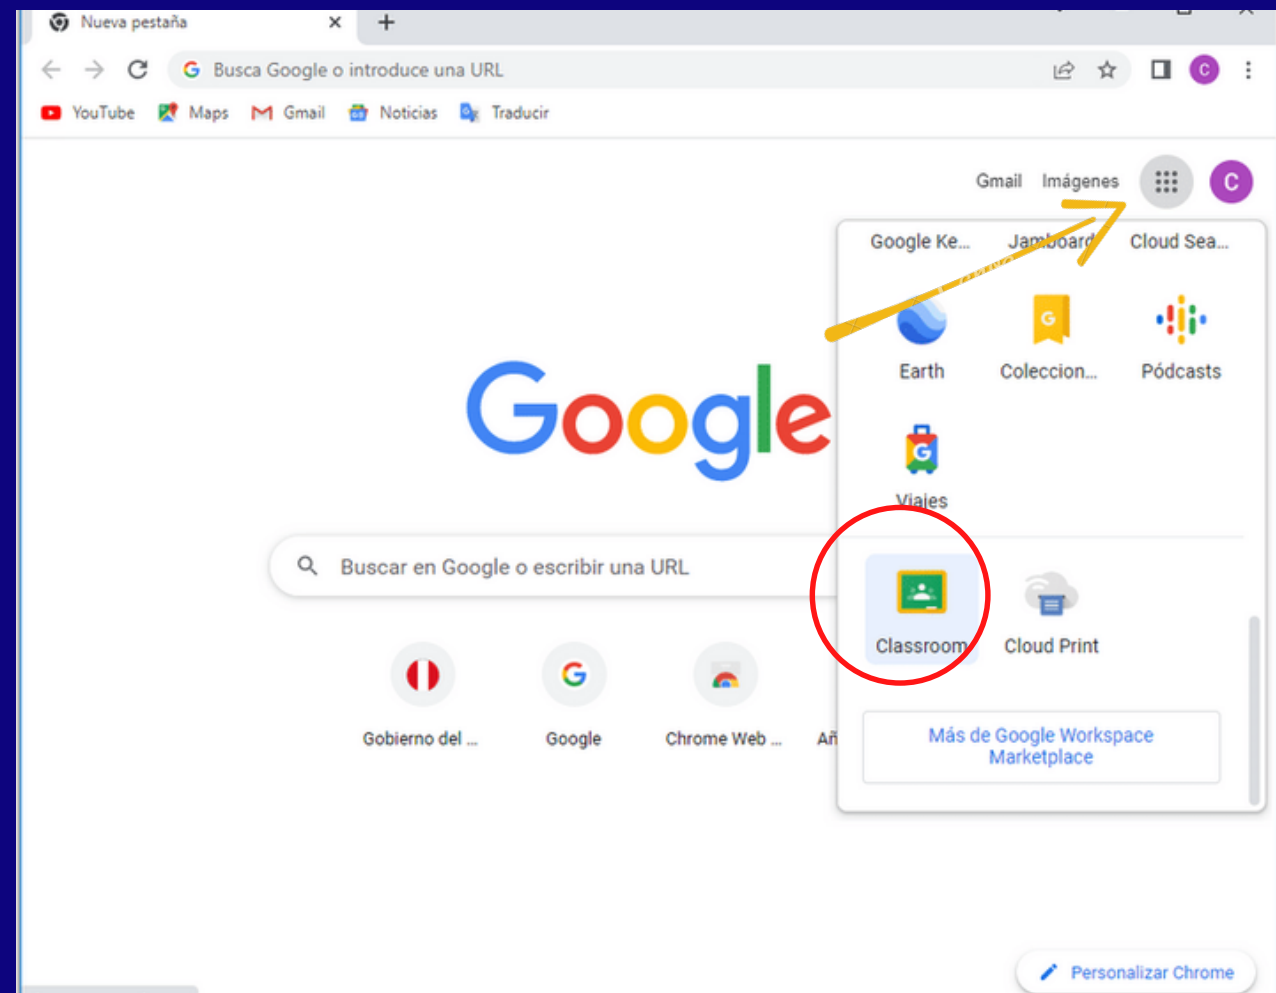 Nueva pestaña
Busca Google o introduce una URL
C
YouTube Maps Gmail Noticias Traducir
Gmail Imágenes C
Google Ke... Jamboard Cloud Sea...
Earth Coleccion... Pódcasts
Google
Viajes
Buscar en Google o escribir una URL
Classroom Cloud Print
Gobierno del ... Google Chrome Web ... Añ
Más de Google Workspace
Marketplace
Personalizar Chrome